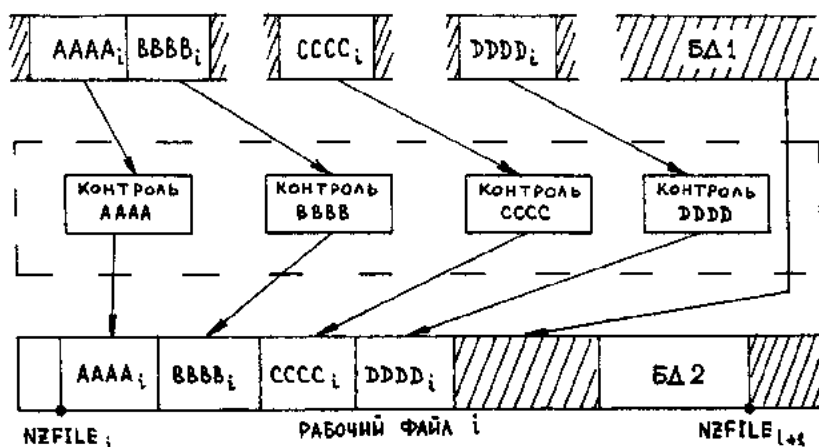 AAAAᵢ BBBBᵢ CCCCᵢ DDDDᵢ БД1
КОНТРОЛЬ КОНТРОЛЬ КОНТРОЛЬ КОНТРОЛЬ
AAAA BBBB CCCC DDDD
AAAAᵢ BBBBᵢ CCCCᵢ DDDDᵢ БД2
NZFILEᵢ РАБОЧИЙ ФАЙЛ i NZFILEᵢ₊₁